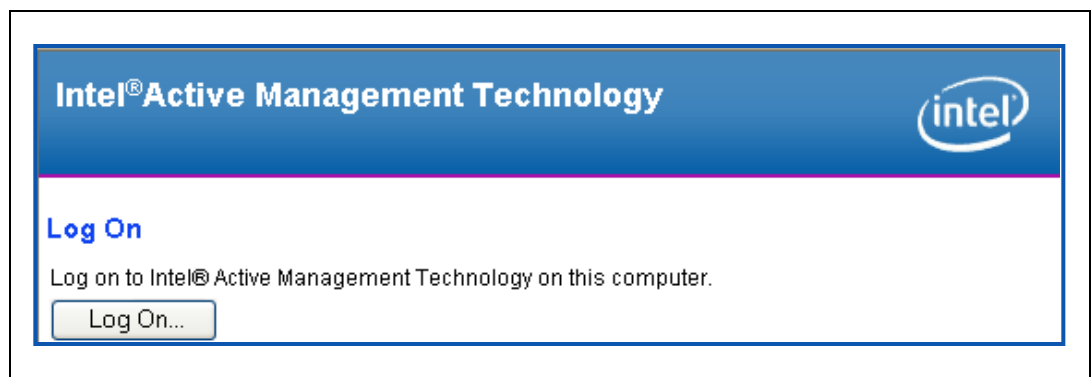 Intel®Active Management Technology
intel
Log On
Log on to Intel® Active Management Technology on this computer.
Log On...